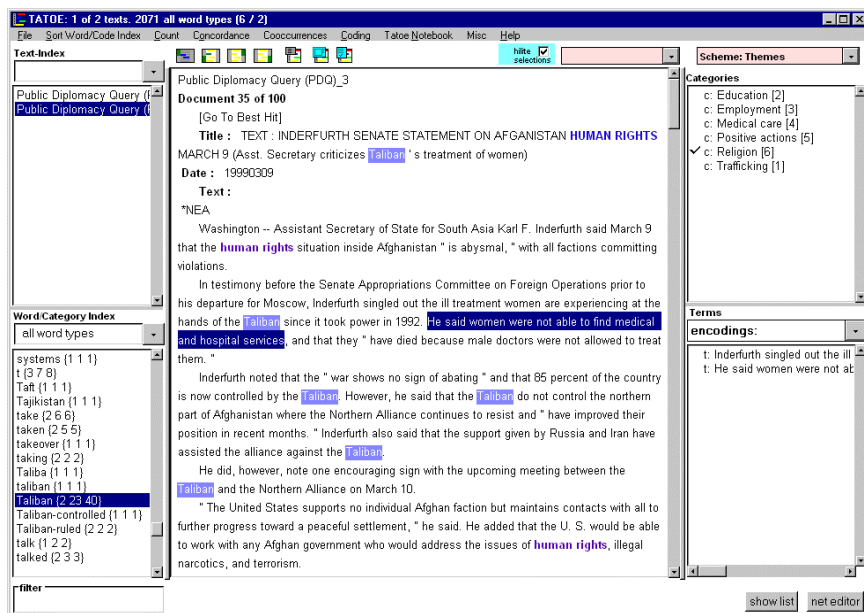 TATOE: 1 of 2 texts. 2071 all word types (6 / 2)
File Sort Word/Code Index Count Concordance Cooccurrences Coding Tatoe Notebook Misc Help
Text-Index
Public Diplomacy Query (F
Public Diplomacy Query (F
Word/Category Index
all word types
systems {1 1 1}
t {3 7 8}
Taft {1 1 1}
Tajikistan {1 1 1}
take {2 6 6}
taken {2 5 5}
takeover {1 1 1}
taking {2 2 2}
Taliba {1 1 1}
taliban {1 1 1}
Taliban {2 23 40}
Taliban-controlled {1 1 1}
Taliban-ruled {2 2 2}
talk {1 2 2}
talked {2 3 3}
filter
hilite
selections
Public Diplomacy Query (PDQ)_3
Document 35 of 100
[Go To Best Hit]
Title : TEXT : INDERFURTH SENATE STATEMENT ON AFGANISTAN HUMAN RIGHTS
MARCH 9 (Asst. Secretary criticizes Taliban ' s treatment of women)
Date : 19990309
Text :
*NEA
Washington -- Assistant Secretary of State for South Asia Karl F. Inderfurth said March 9
that the human rights situation inside Afghanistan " is abysmal, " with all factions committing
violations.
In testimony before the Senate Appropriations Committee on Foreign Operations prior to
his departure for Moscow, Inderfurth singled out the ill treatment women are experiencing at the
hands of the Taliban since it took power in 1992. He said women were not able to find medical
and hospital services, and that they " have died because male doctors were not allowed to treat
them. "
Inderfurth noted that the " war shows no sign of abating " and that 85 percent of the country
is now controlled by the Taliban. However, he said that the Taliban do not control the northern
part of Afghanistan where the Northern Alliance continues to resist and " have improved their
position in recent months. " Inderfurth also said that the support given by Russia and Iran have
assisted the alliance against the Taliban.
He did, however, note one encouraging sign with the upcoming meeting between the
Taliban and the Northern Alliance on March 10.
" The United States supports no individual Afghan faction but maintains contacts with all to
further progress toward a peaceful settlement, " he said. He added that the U. S. would be able
to work with any Afghan government who would address the issues of human rights, illegal
narcotics, and terrorism.
Scheme: Themes
Categories
c: Education [2]
c: Employment [3]
c: Medical care [4]
c: Positive actions [5]
c: Religion [6]
c: Trafficking [1]
Terms
encodings:
t: Inderfurth singled out the ill
t: He said women were not ab
show list net editor